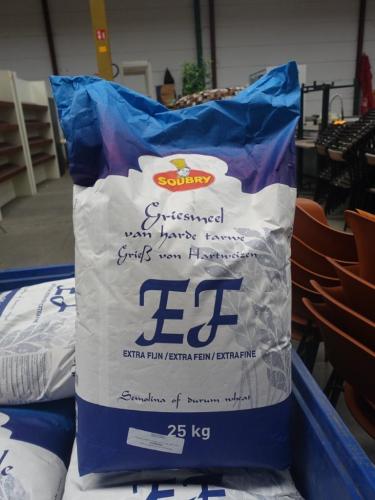 SOUBRY
Griesmeel
van harde tarwe
Grieß von Hartweizen
EF
EXTRA FIJN / EXTRA FEIN / EXTRA FINE
Semolina of durum wheat
25 kg
EF